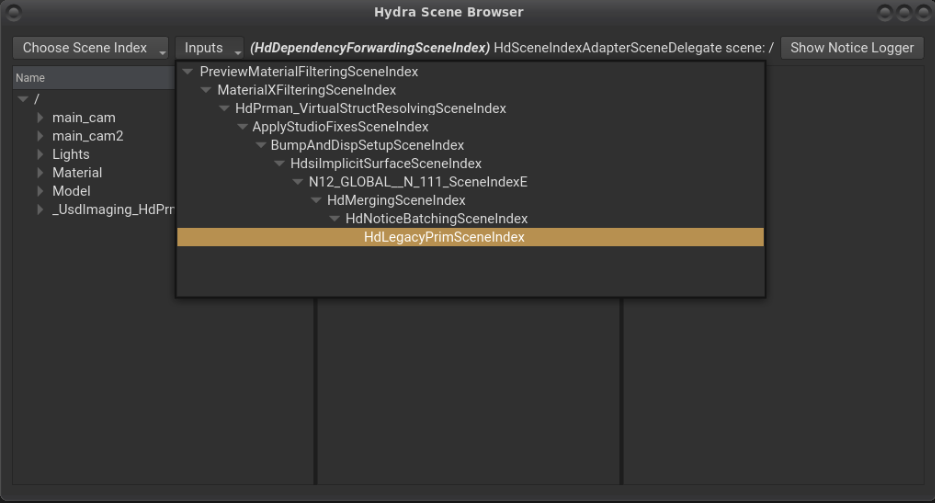 Hydra Scene Browser
Choose Scene Index Inputs (HdDependencyForwardingSceneIndex) HdSceneIndexAdapterSceneDelegate scene: / Show Notice Logger
Name
/
main_cam
main_cam2
Lights
Material
Model
_UsdImaging_HdPrr
PreviewMaterialFilteringSceneIndex
MaterialXFilteringSceneIndex
HdPrman_VirtualStructResolvingSceneIndex
ApplyStudioFixesSceneIndex
BumpAndDispSetupSceneIndex
HdsiImplicitSurfaceSceneIndex
N12_GLOBAL__N_111_SceneIndexE
HdMergingSceneIndex
HdNoticeBatchingSceneIndex
HdLegacyPrimSceneIndex